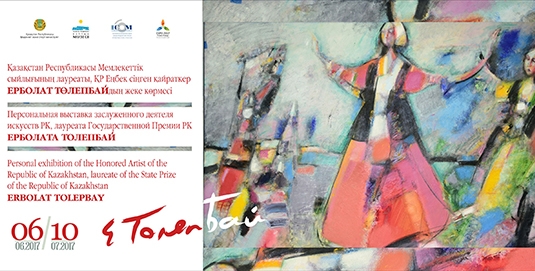 Қазақстан Республикасы Мемлекеттік
сыйлығының лауреаты, ҚР Еңбек сіңген қайраткер
ЕРБОЛАТ ТӨЛЕПБАЙдың жеке көрмесі
Персональная выставка заслуженного деятеля
искусств РК, лауреата Государственной Премии РК
ЕРБОЛАТА ТОЛЕПБАЙ
Personal exhibition of the Honored Artist of the
Republic of Kazakhstan, laureate of the State Prize
of the Republic of Kazakhstan
ERBOLAT TOLEPBAY
06/10
06.2017 07.2017
Е Төлепбай